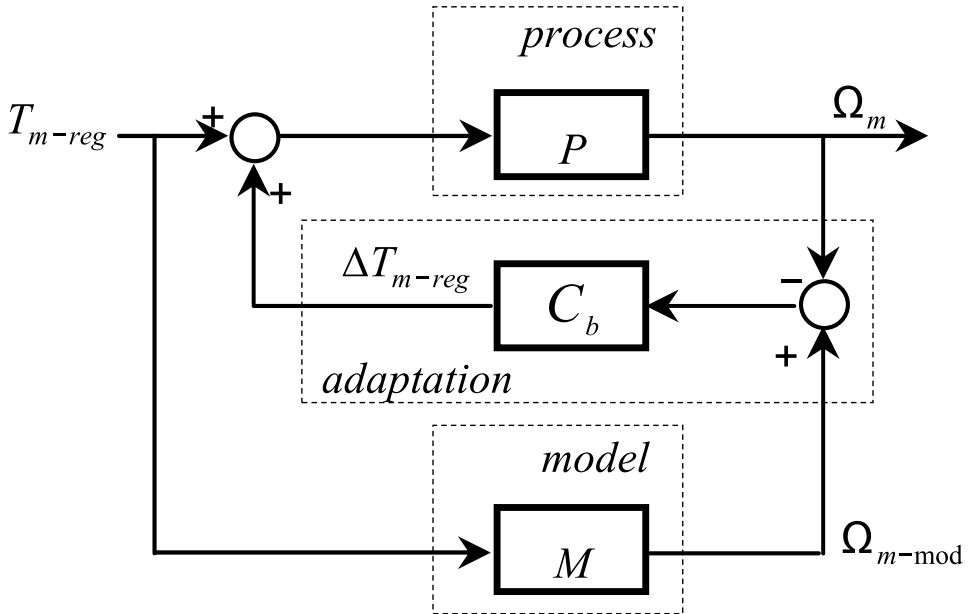 process
T_{m-reg}
+
P
Ω_m
+
ΔT_{m-reg}
C_b
−
+
adaptation
model
M
Ω_{m-mod}